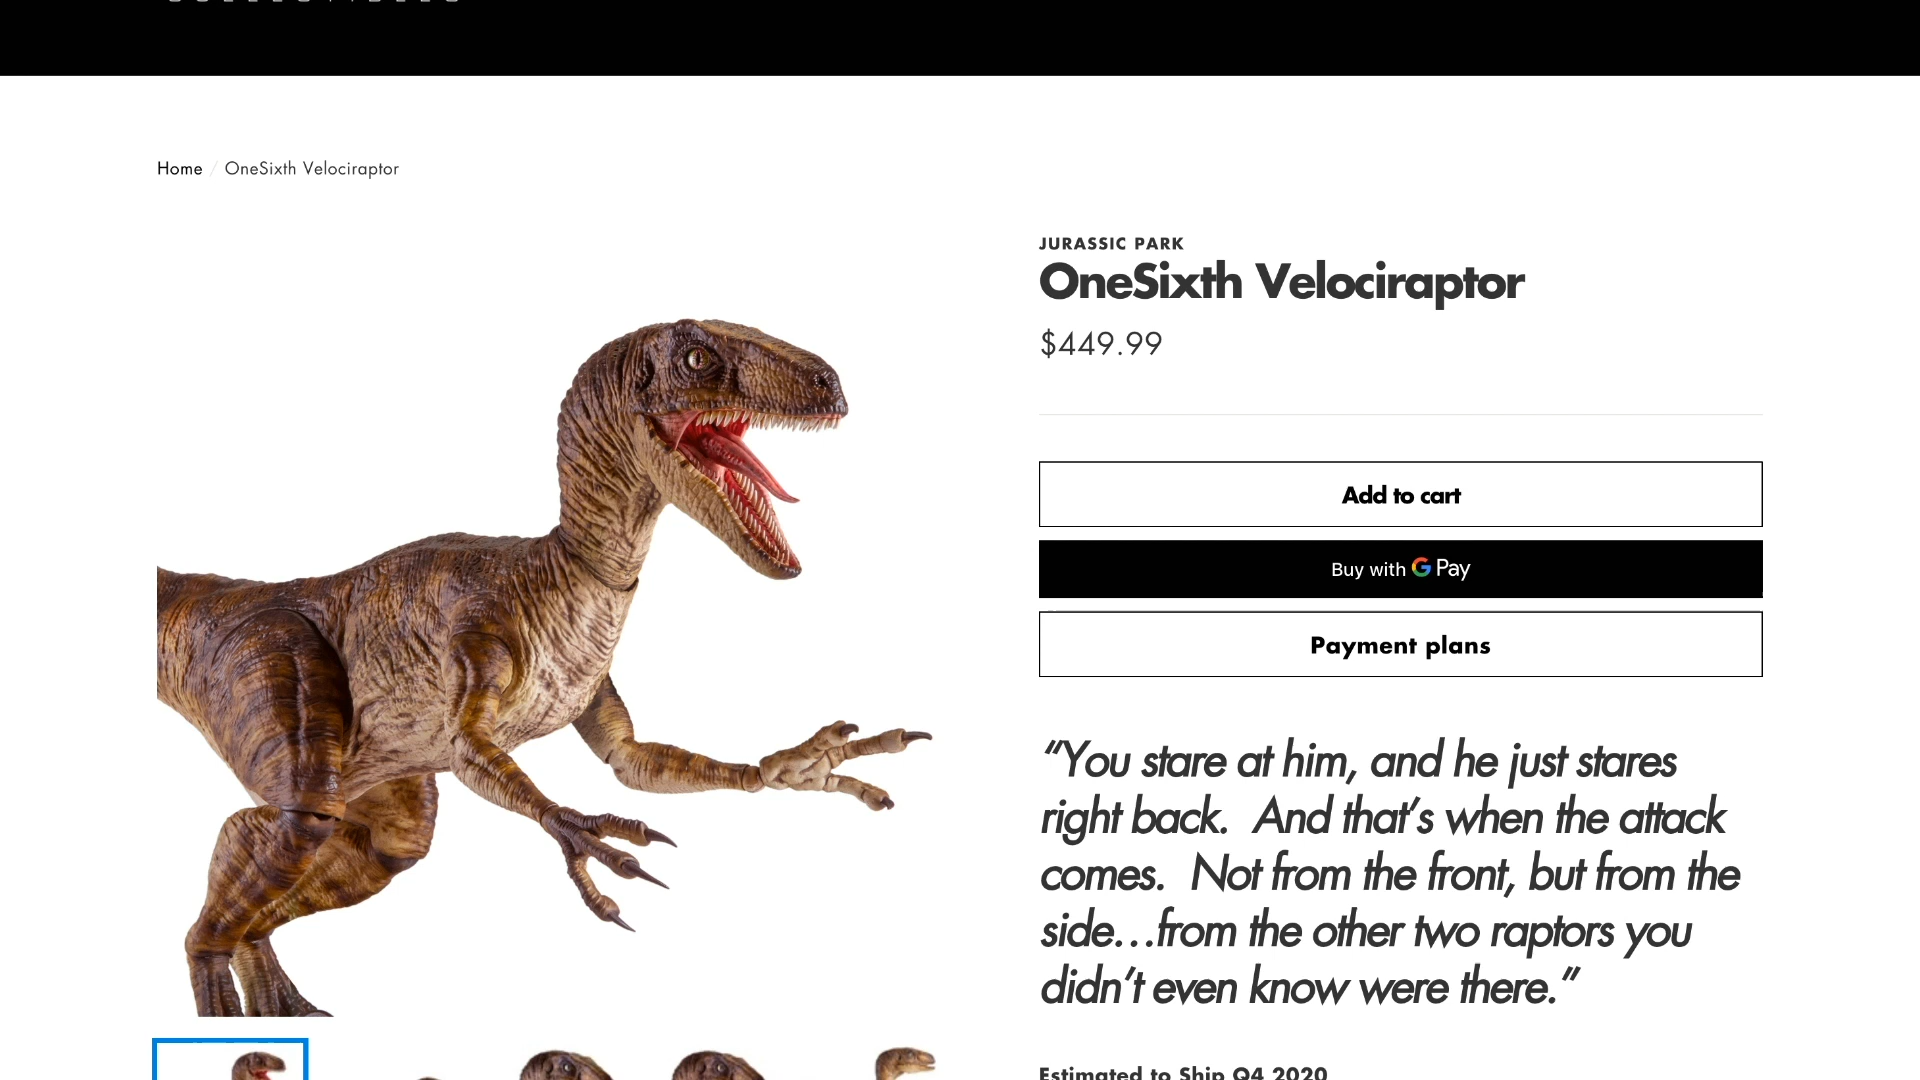 Home / OneSixth Velociraptor
JURASSIC PARK
OneSixth Velociraptor
$449.99
Add to cart
Buy with G Pay
Payment plans
“You stare at him, and he just stares
right back.  And that’s when the attack
comes.  Not from the front, but from the
side…from the other two raptors you
didn’t even know were there.”
Estimated to Ship Q4 2020